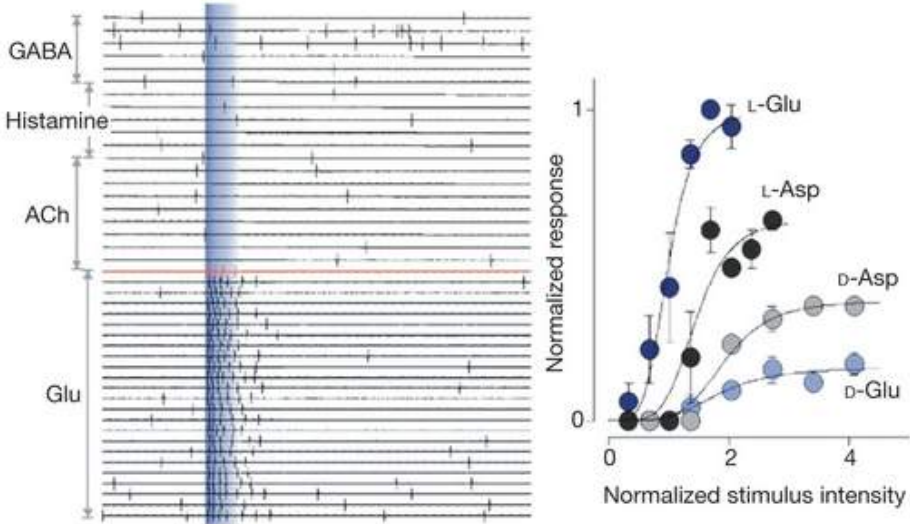 GABA
Histamine
ACh
Glu
Normalized response
1
0
L-Glu
L-Asp
D-Asp
D-Glu
0 2 4
Normalized stimulus intensity